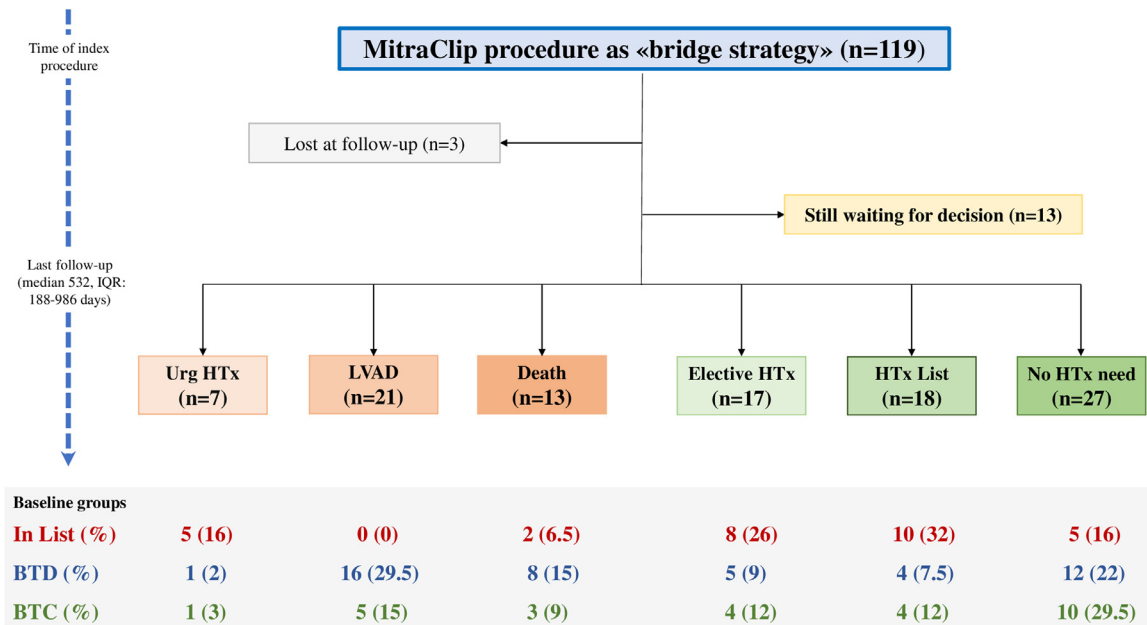 Time of index
procedure
MitraClip procedure as «bridge strategy» (n=119)
Lost at follow-up (n=3)
Still waiting for decision (n=13)
Last follow-up
(median 532, IQR:
188-986 days)
Urg HTx
(n=7)
LVAD
(n=21)
Death
(n=13)
Elective HTx
(n=17)
HTx List
(n=18)
No HTx need
(n=27)
Baseline groups
In List (%) 5 (16) 0 (0) 2 (6.5) 8 (26) 10 (32) 5 (16)
BTD (%) 1 (2) 16 (29.5) 8 (15) 5 (9) 4 (7.5) 12 (22)
BTC (%) 1 (3) 5 (15) 3 (9) 4 (12) 4 (12) 10 (29.5)